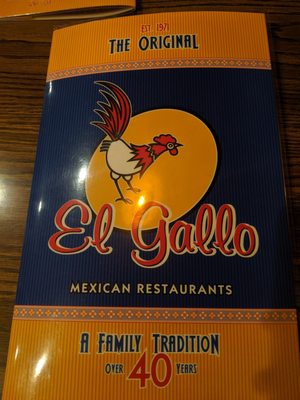 EST. 1971
THE ORIGINAL
El Gallo
MEXICAN RESTAURANTS
A FAMILY TRADITION
OVER 40 YEARS